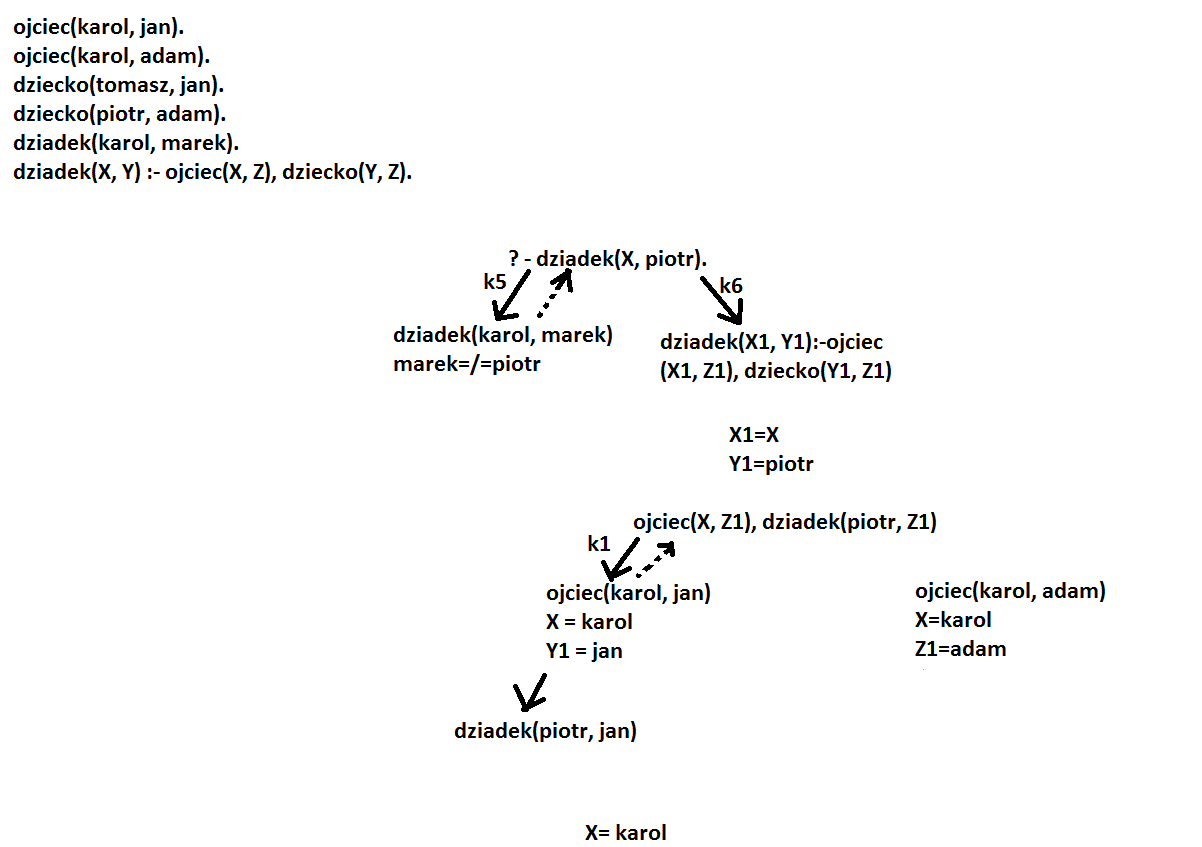 ojciec(karol, jan).
ojciec(karol, adam).
dziecko(tomasz, jan).
dziecko(piotr, adam).
dziadek(karol, marek).
dziadek(X, Y) :- ojciec(X, Z), dziecko(Y, Z).
? - dziadek(X, piotr).
k5
k6
dziadek(karol, marek)
marek=/=piotr
dziadek(X1, Y1):-ojciec
(X1, Z1), dziecko(Y1, Z1)
X1=X
Y1=piotr
ojciec(X, Z1), dziadek(piotr, Z1)
k1
ojciec(karol, jan)
X = karol
Y1 = jan
ojciec(karol, adam)
X=karol
Z1=adam
dziadek(piotr, jan)
X= karol